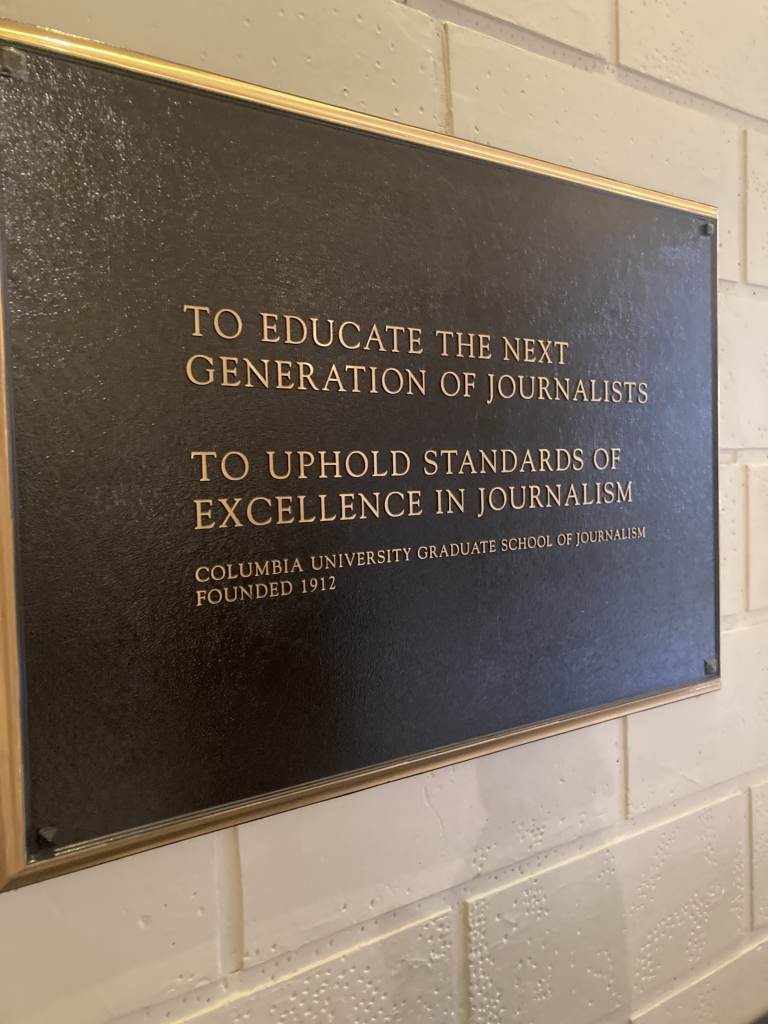 TO EDUCATE THE NEXT
GENERATION OF JOURNALISTS
TO UPHOLD STANDARDS OF
EXCELLENCE IN JOURNALISM
COLUMBIA UNIVERSITY GRADUATE SCHOOL OF JOURNALISM
FOUNDED 1912